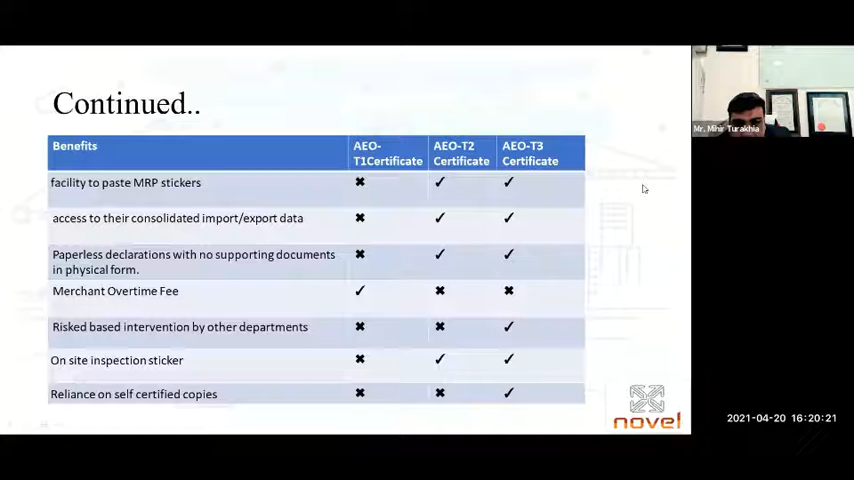 Continued..
Benefits AEO-T1Certificate AEO-T2 Certificate AEO-T3 Certificate
facility to paste MRP stickers ✖ ✓ ✓
access to their consolidated import/export data ✖ ✓ ✓
Paperless declarations with no supporting documents
in physical form. ✖ ✓ ✓
Merchant Overtime Fee ✓ ✖ ✖
Risked based intervention by other departments ✖ ✖ ✓
On site inspection sticker ✖ ✓ ✓
Reliance on self certified copies ✖ ✖ ✓
novel
Mr. Mihir Turakhia
2021-04-20 16:20:21